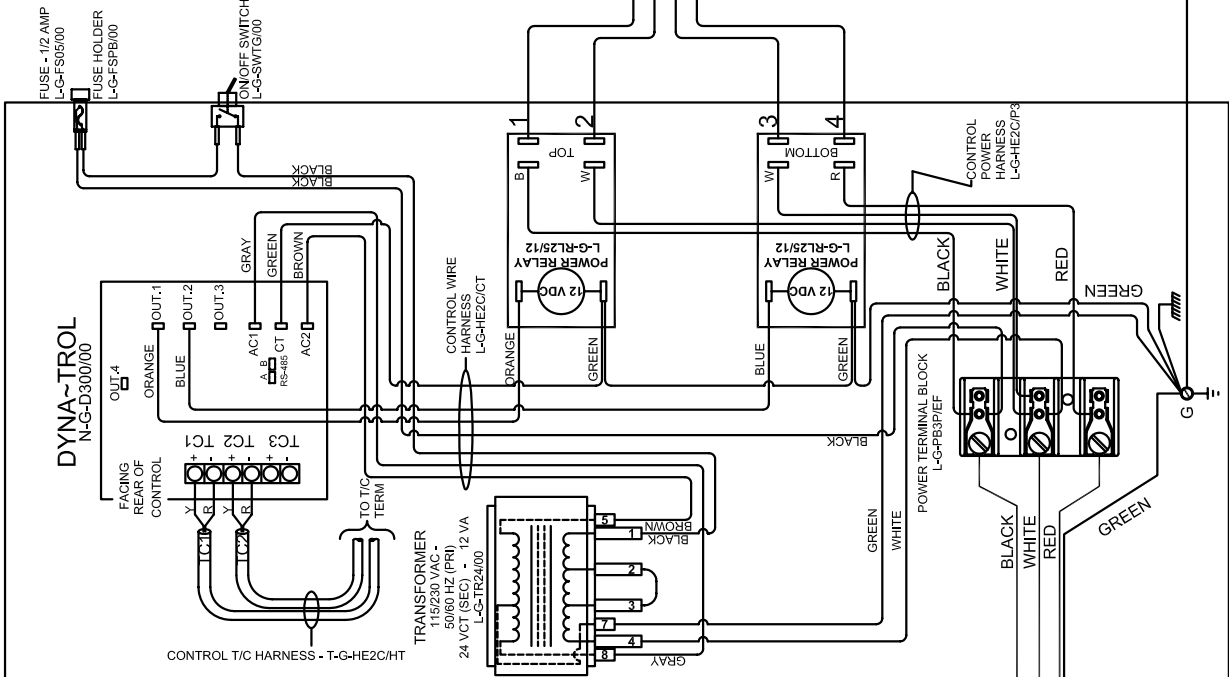 FUSE - 1/2 AMP
L-G-FS05/00
FUSE HOLDER
L-G-FSPB/00
ON/OFF SWITCH
L-G-SWTG/00
BLACK
BLACK
DYNA~TROL
N-G-D300/00
OUT.4
OUT.1
OUT.2
OUT.3
ORANGE
BLUE
GRAY
GREEN
BROWN
AC1
CT
AC2
A B
RS-485
FACING
REAR OF
CONTROL
TC1
TC2
TC3
+
-
+
-
+
-
Y
R
Y
R
TC1
TC2
TO T/C
TERM
CONTROL T/C HARNESS - T-G-HE2C/HT
CONTROL WIRE
HARNESS
L-G-HE2C/CT
TRANSFORMER
115/230 VAC -
50/60 HZ (PRI)
24 VCT (SEC) - 12 VA
L-G-TR24/00
5
1
2
3
7
4
8
BROWN
BLACK
GRAY
1
2
TOP
B
W
POWER RELAY
L-G-RL25/12
12 VDC
ORANGE
GREEN
3
4
BOTTOM
W
R
POWER RELAY
L-G-RL25/12
12 VDC
BLUE
GREEN
CONTROL
POWER
HARNESS
L-G-HE2C/P3
BLACK
WHITE
RED
GREEN
BLACK
POWER TERMINAL BLOCK
L-G-PB3P/EF
GREEN
WHITE
G
BLACK
WHITE
RED
GREEN